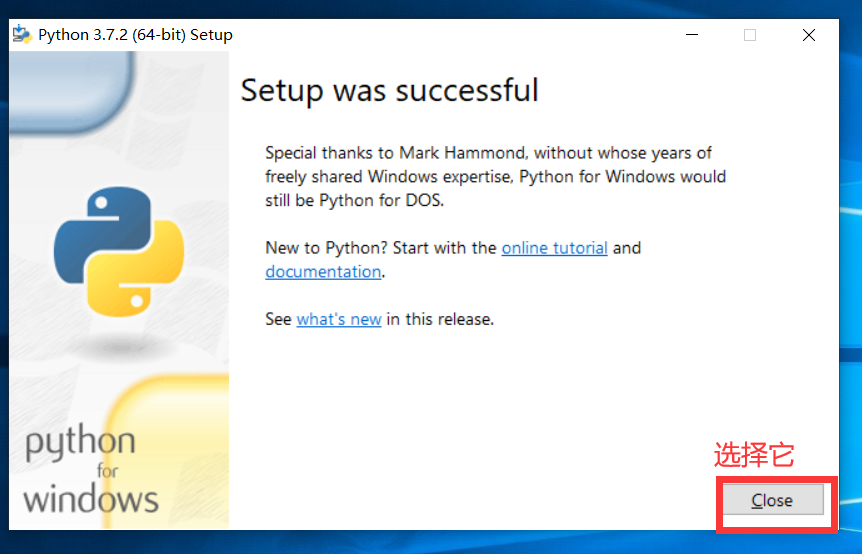 Python 3.7.2 (64-bit) Setup
Setup was successful
Special thanks to Mark Hammond, without whose years of
freely shared Windows expertise, Python for Windows would
still be Python for DOS.
New to Python? Start with the online tutorial and
documentation.
See what's new in this release.
python
for
windows
选择它
Close